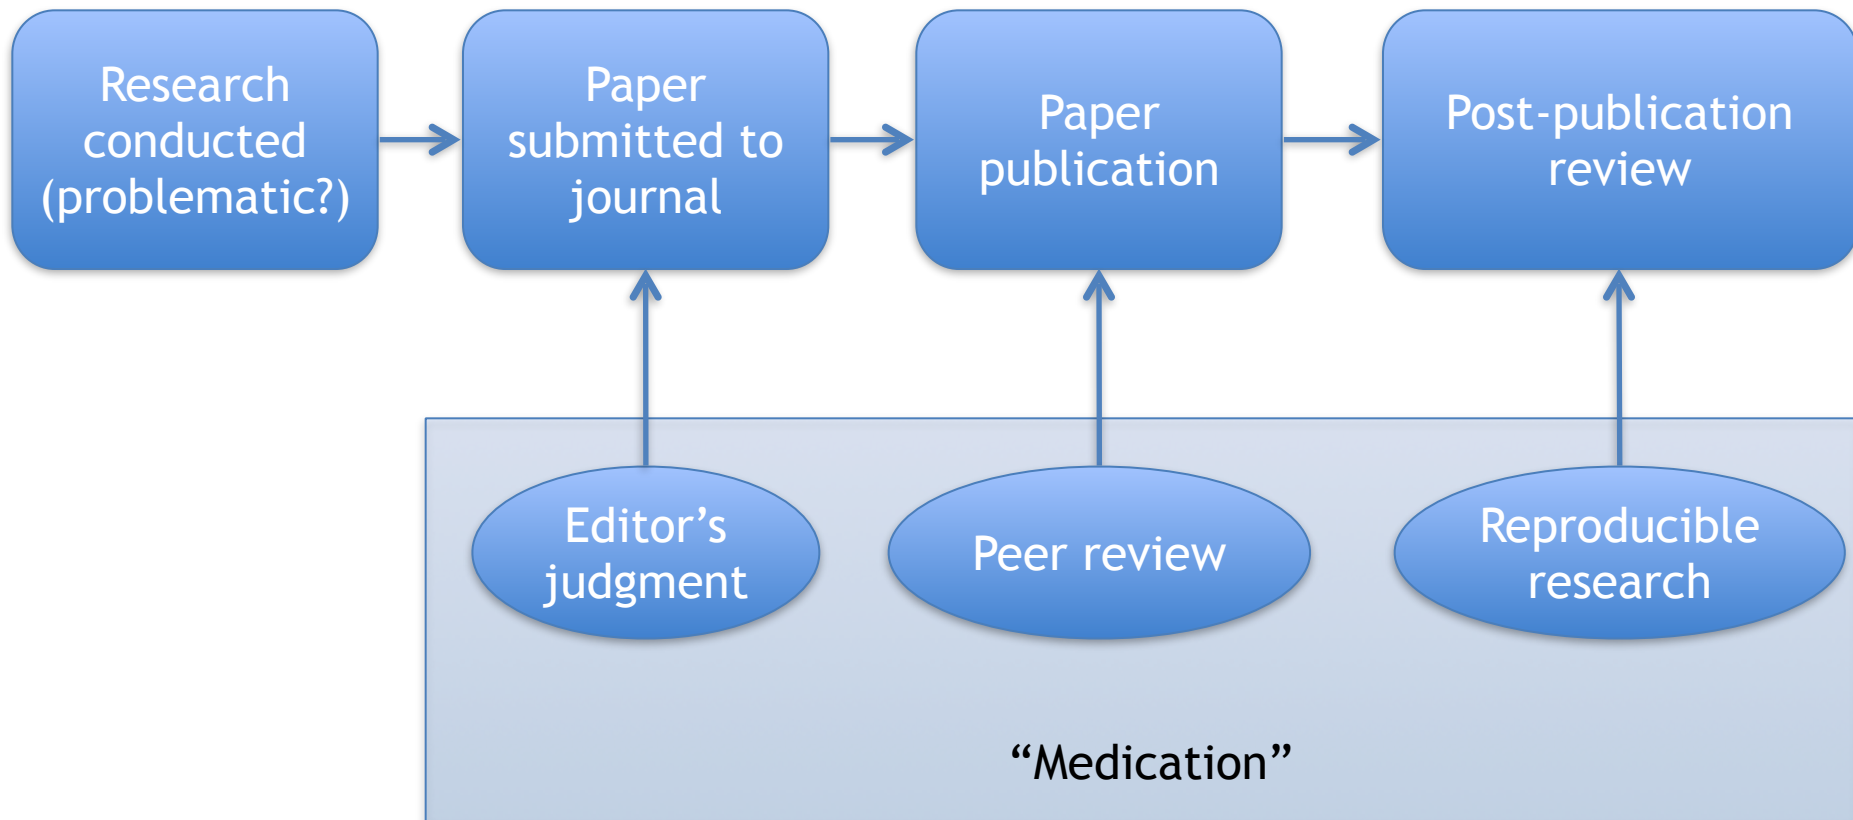 Research
conducted
(problematic?)
Paper
submitted to
journal
Paper
publication
Post-publication
review
Editor’s
judgment
Peer review
Reproducible
research
“Medication”